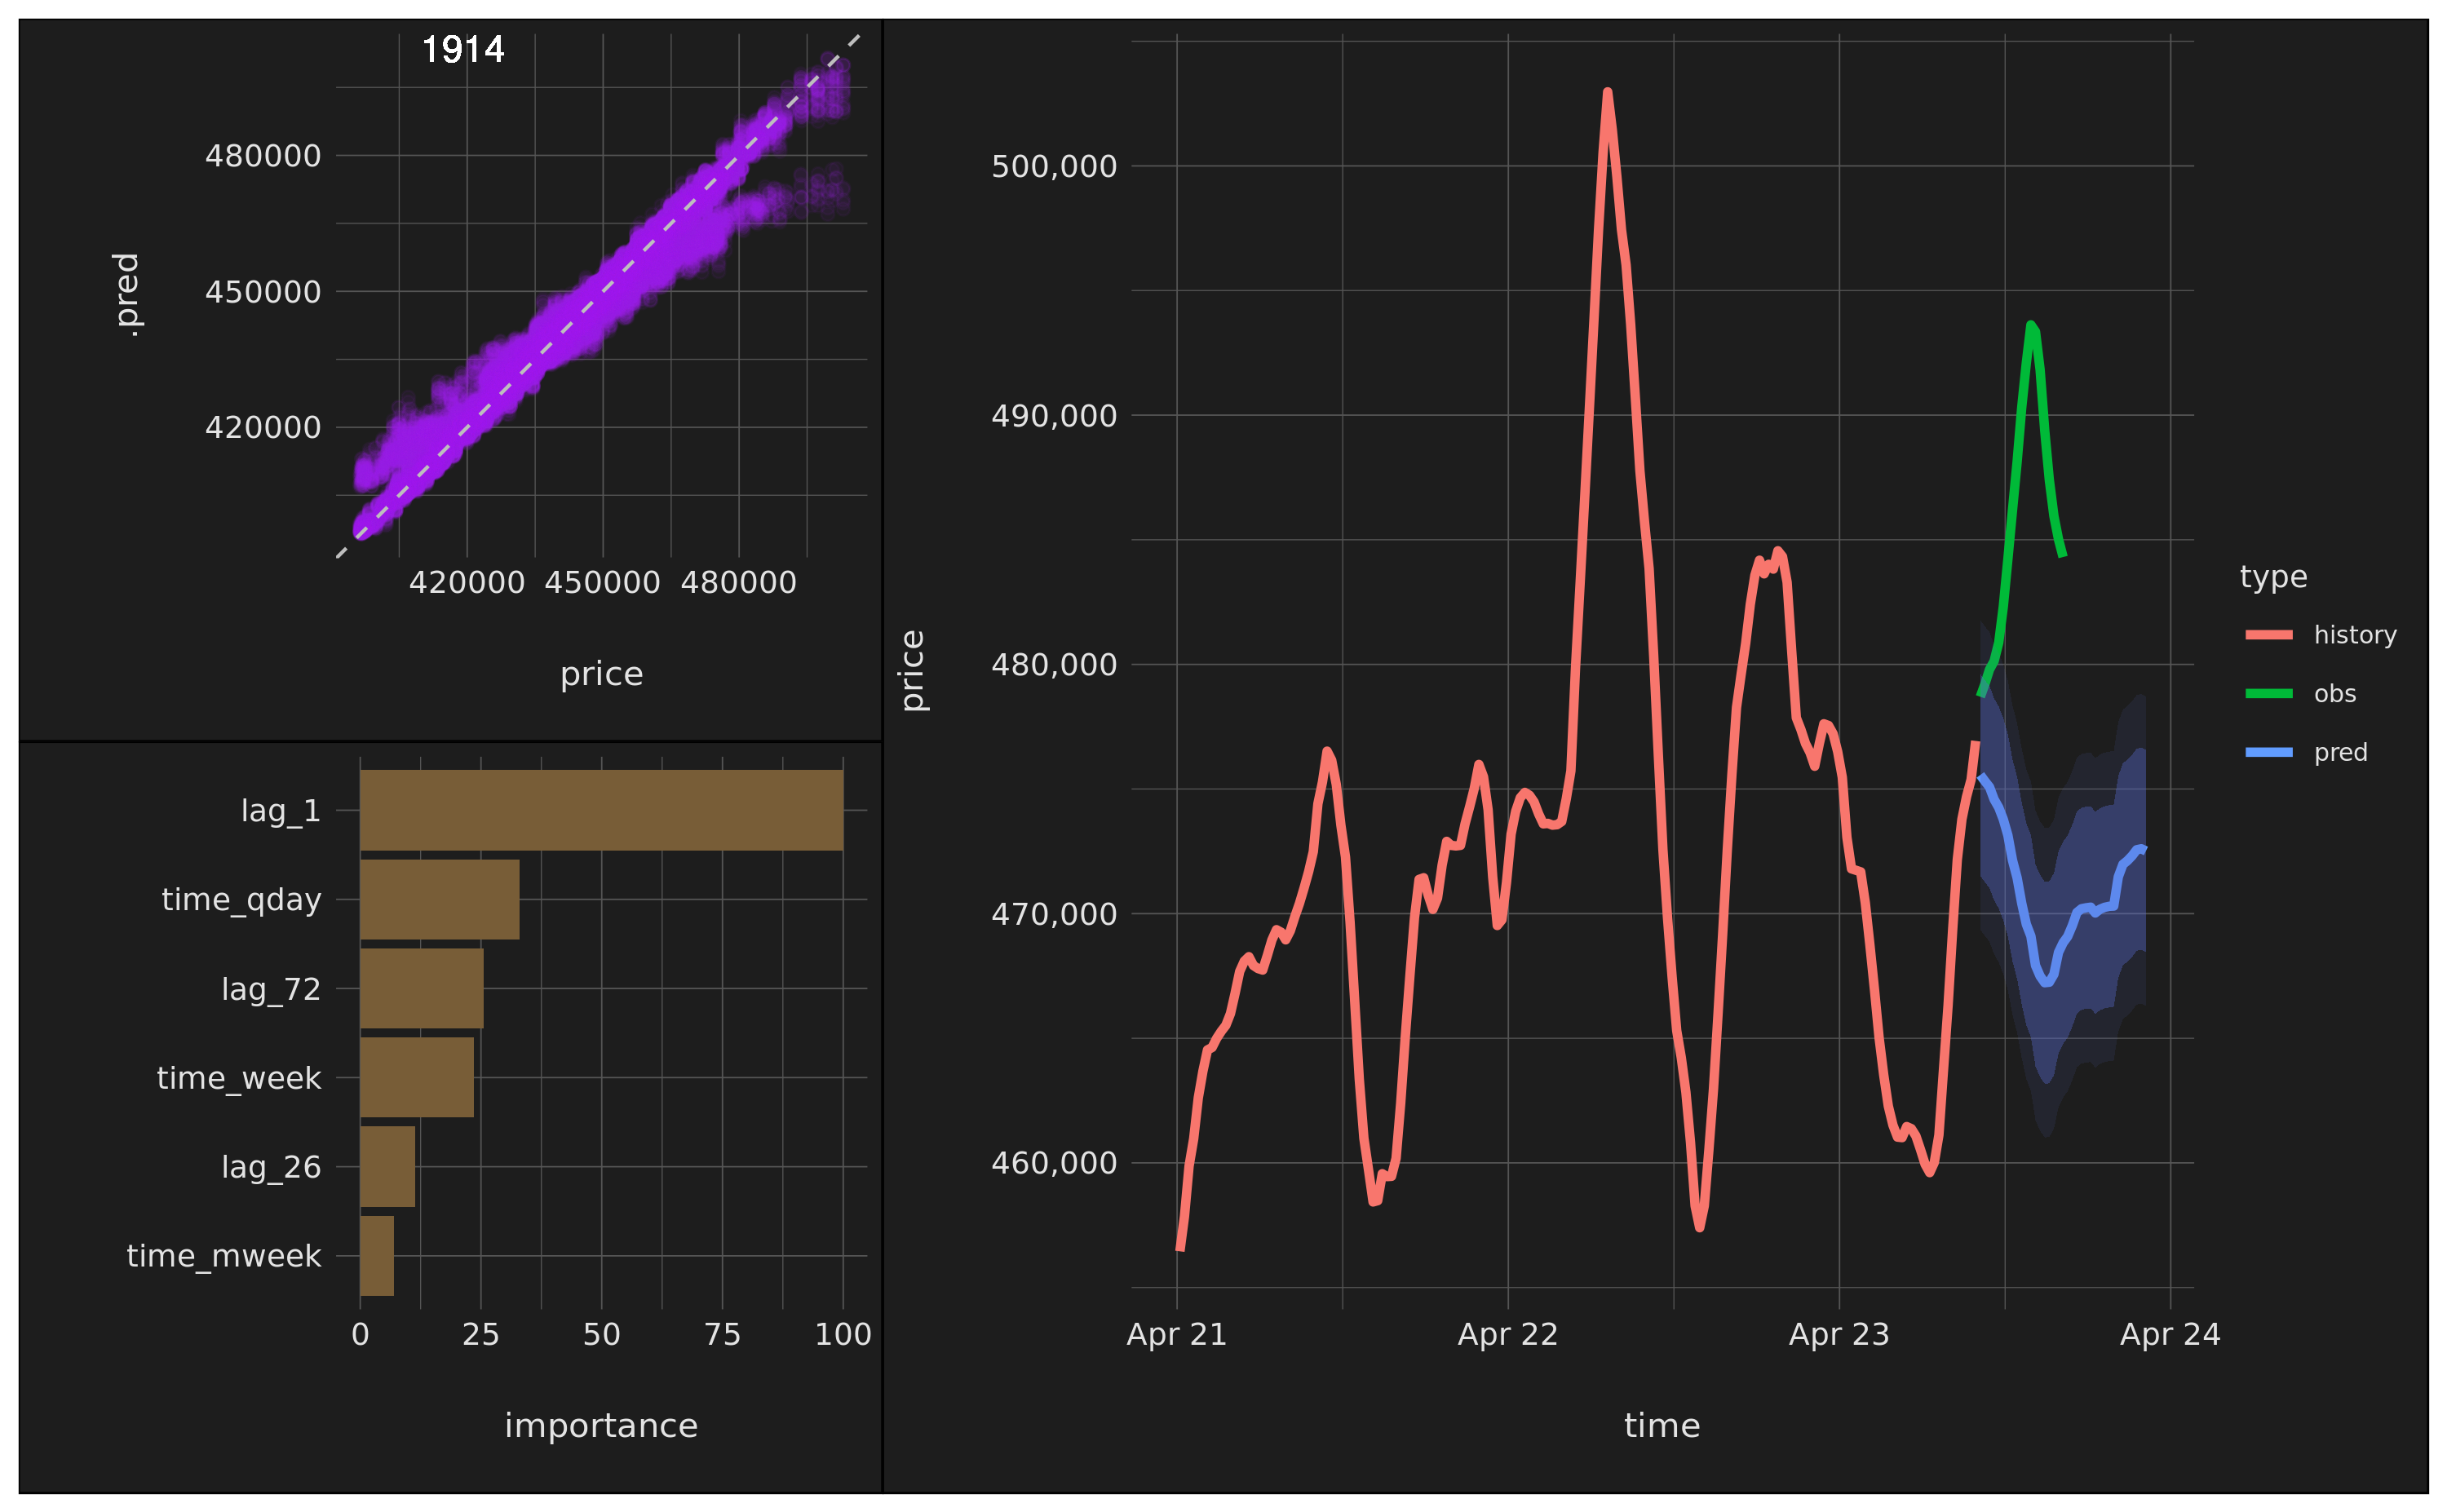 1914
480000
450000
420000
.pred
420000 450000 480000
price
lag_1
time_qday
lag_72
time_week
lag_26
time_mweek
0 25 50 75 100
importance
500,000
490,000
480,000
470,000
460,000
price
Apr 21 Apr 22 Apr 23 Apr 24
time
type
history
obs
pred